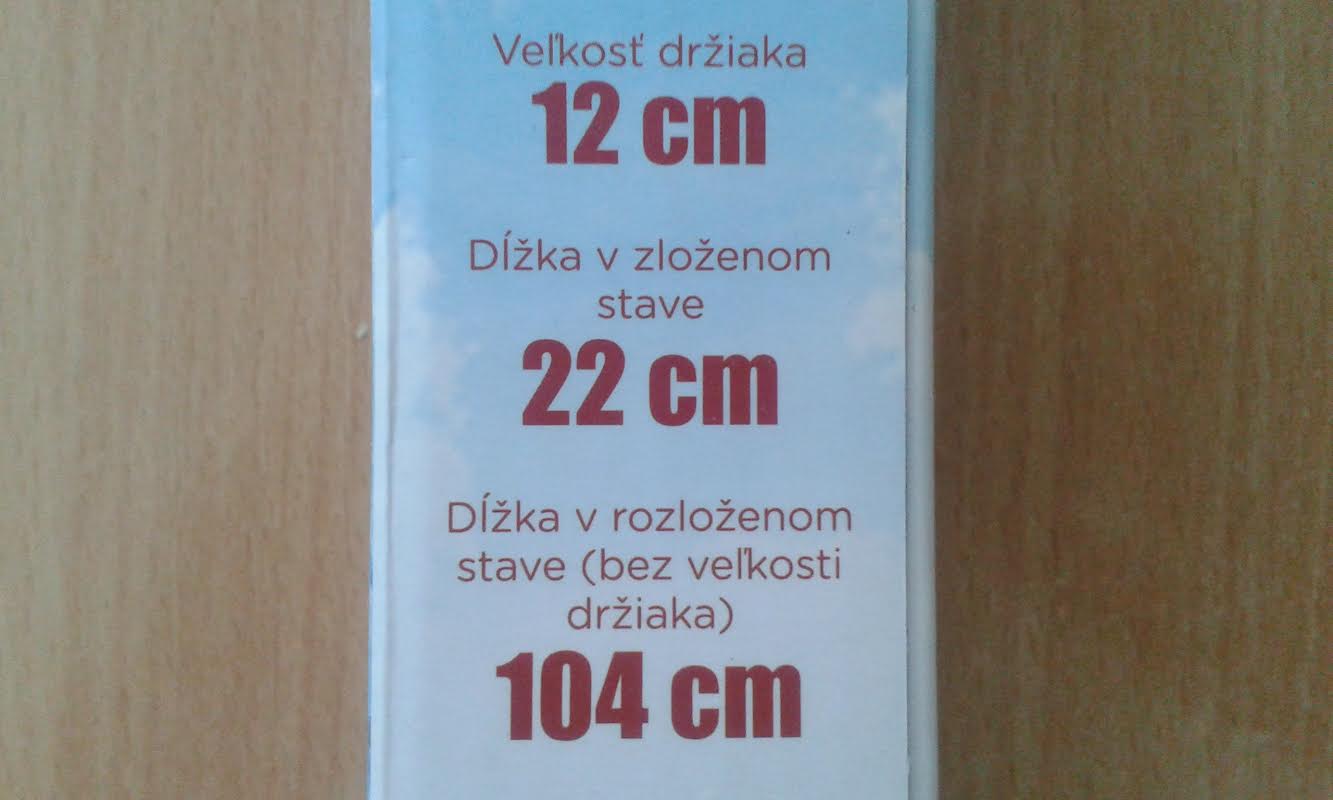 Veľkosť držiaka
12 cm
Dĺžka v zloženom
stave
22 cm
Dĺžka v rozloženom
stave (bez veľkosti
držiaka)
104 cm